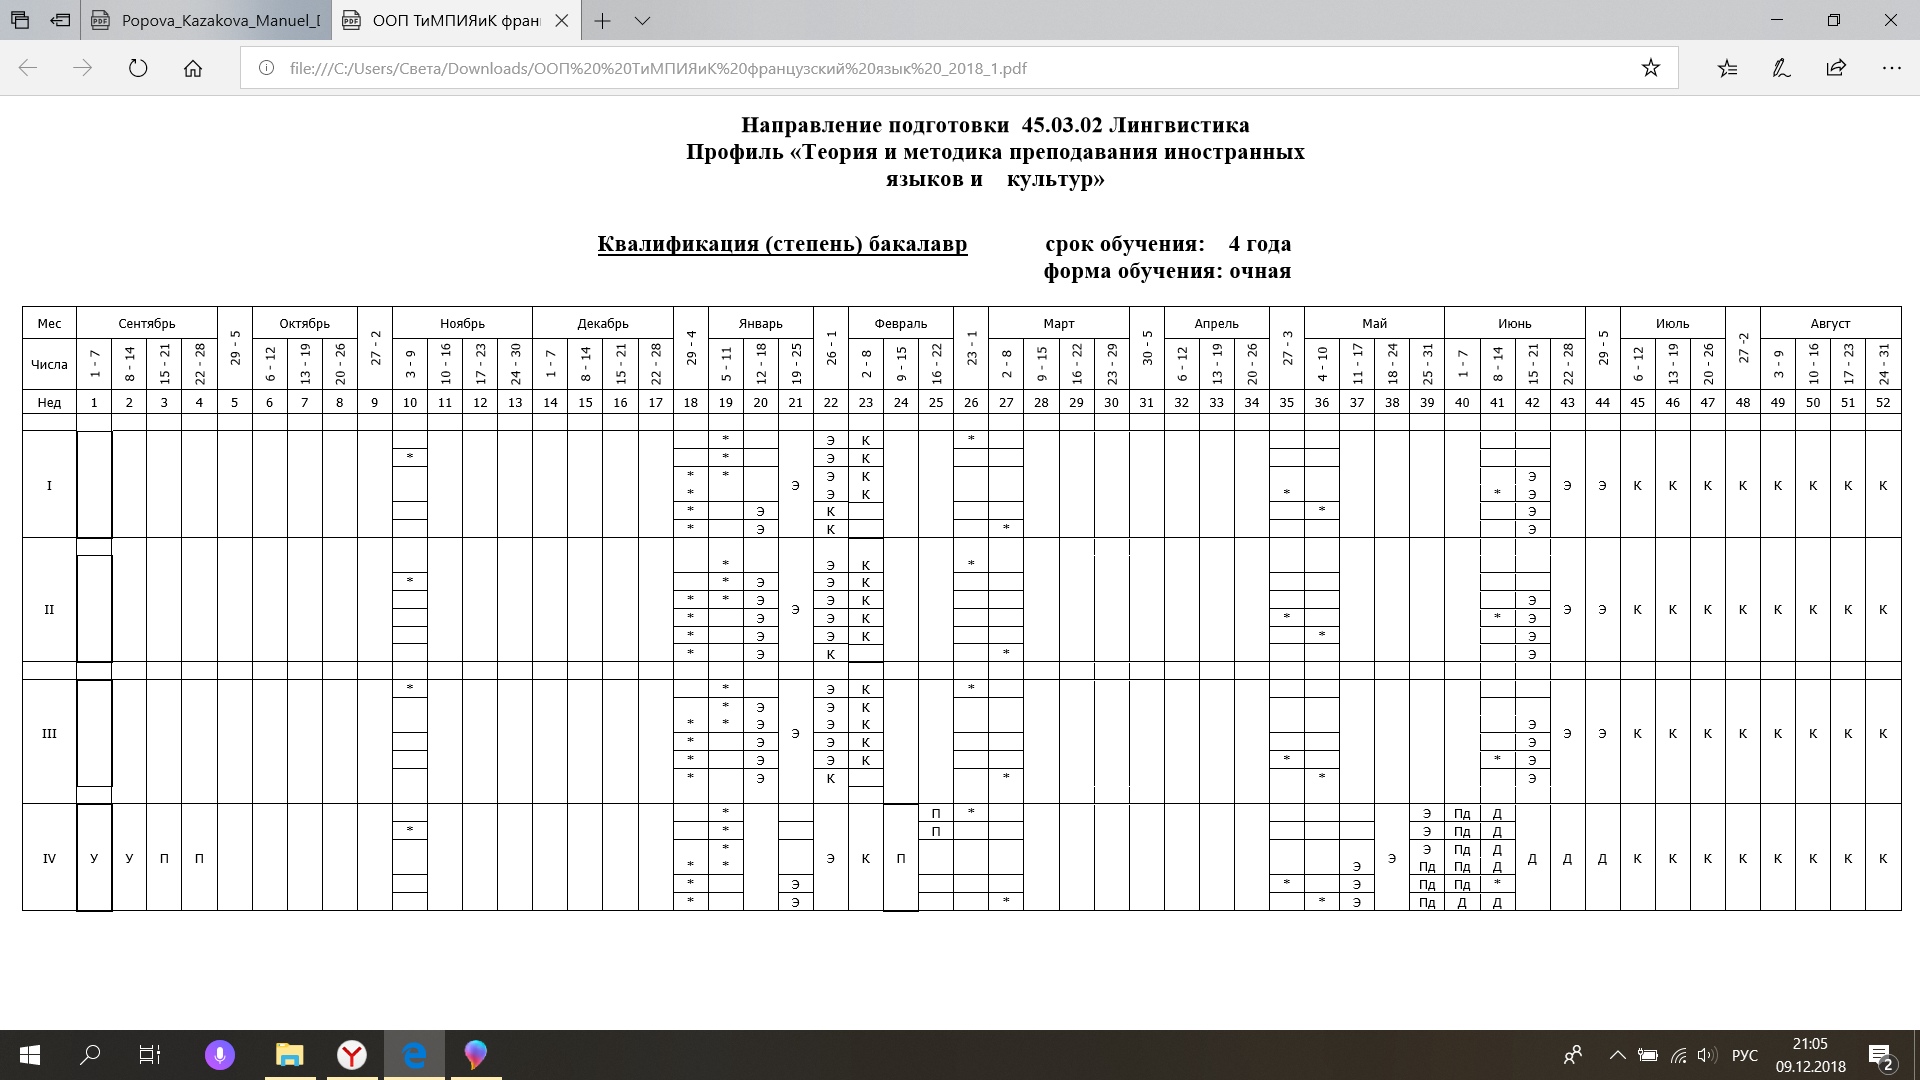 Popova_Kazakova_Manuel_
ООП ТиМПИЯиК фран
file:///C:/Users/Света/Downloads/ООП%20%20ТиМПИЯиК%20французский%20язык%20_2018_1.pdf
Направление подготовки 45.03.02 Лингвистика
Профиль «Теория и методика преподавания иностранных
языков и культур»
Квалификация (степень) бакалавр срок обучения: 4 года
форма обучения: очная
Мес Сентябрь 29 - 5 Октябрь 27 - 2 Ноябрь Декабрь 29 - 4 Январь 26 - 1 Февраль 23 - 1 Март 30 - 5 Апрель 27 - 3 Май Июнь 29 - 5 Июль 27 -2 Август
Числа 1 - 7 8 - 14 15 - 21 22 - 28 6 - 12 13 - 19 20 - 26 3 - 9 10 - 16 17 - 23 24 - 30 1 - 7 8 - 14 15 - 21 22 - 28 5 - 11 12 - 18 19 - 25 2 - 8 9 - 15 16 - 22 2 - 8 9 - 15 16 - 22 23 - 29 6 - 12 13 - 19 20 - 26 4 - 10 11 - 17 18 - 24 25 - 31 1 - 7 8 - 14 15 - 21 22 - 28 6 - 12 13 - 19 20 - 26 3 - 9 10 - 16 17 - 23 24 - 31
Нед 1 2 3 4 5 6 7 8 9 10 11 12 13 14 15 16 17 18 19 20 21 22 23 24 25 26 27 28 29 30 31 32 33 34 35 36 37 38 39 40 41 42 43 44 45 46 47 48 49 50 51 52
* Э К *
* * Э К
* * Э К Э
I Э Э Э К К К К К К К К
* Э К * * Э
* Э К * Э
* Э К * Э
* Э К *
* * Э Э К
* * Э Э К Э
II Э Э Э К К К К К К К К
* Э Э К * * Э
* Э Э К * Э
* Э К * Э
* * Э К *
* Э Э К
* * Э Э К Э
III Э Э Э К К К К К К К К
* Э Э К Э
* Э Э К * * Э
* Э К * * Э
* П * Э Пд Д
* * П Э Пд Д
* Э Пд Д
IV У У П П Э К П Э Д Д Д К К К К К К К К
* * Э Пд Пд Д
* Э * Э Пд Пд *
* Э * * Э Пд Д Д
РУС
21:05
09.12.2018
2